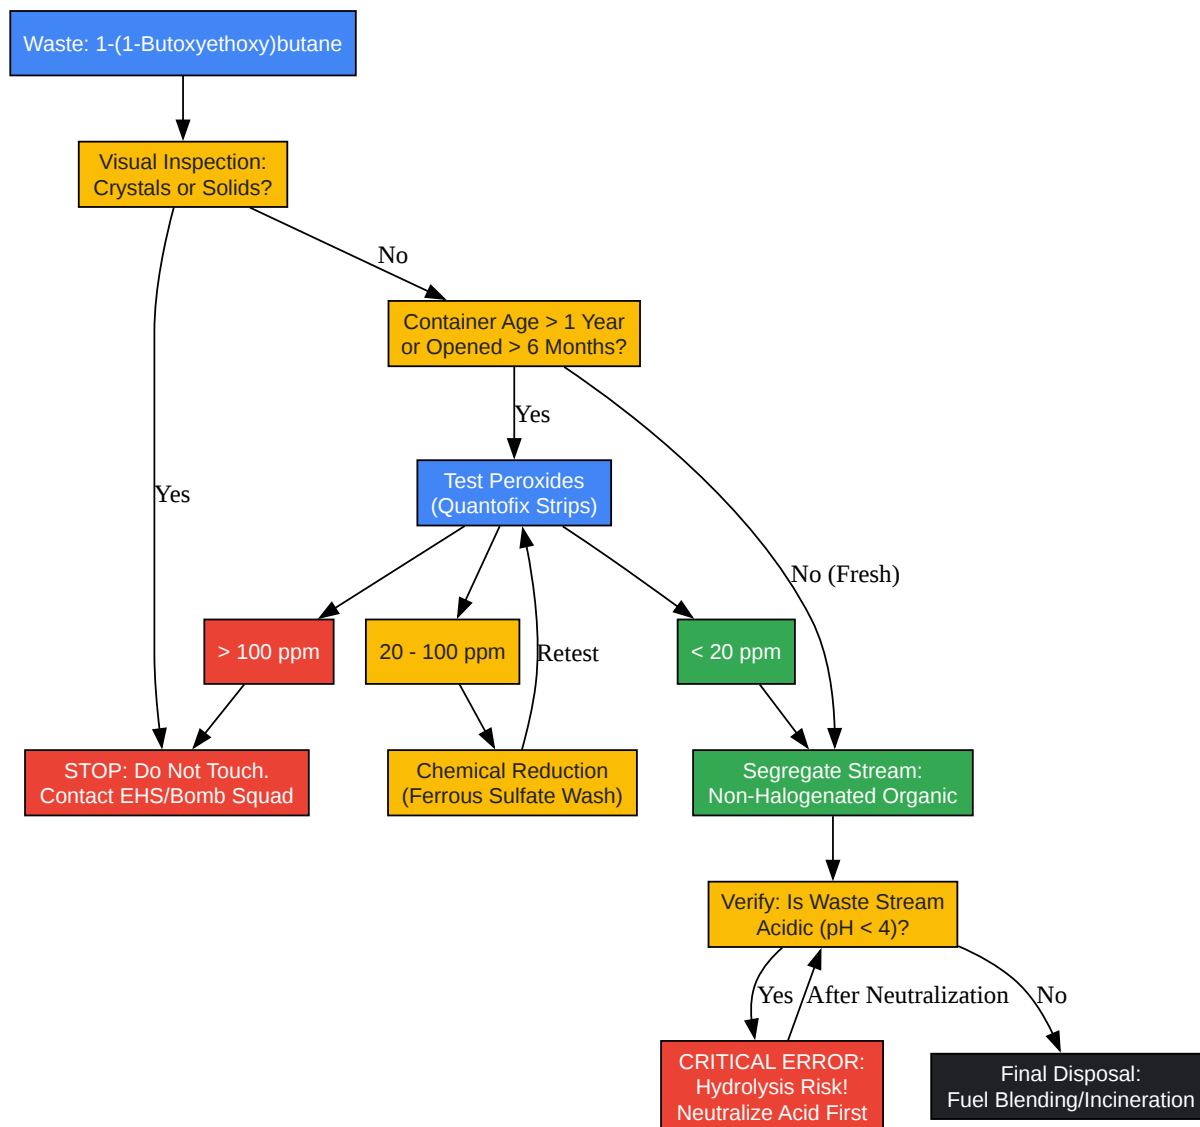 Waste: 1-(1-Butoxyethoxy)butane
Visual Inspection:
Crystals or Solids?
No
Container Age > 1 Year
or Opened > 6 Months?
Yes
Test Peroxides
(Quantofix Strips)
Yes
No (Fresh)
> 100 ppm
20 - 100 ppm
Retest
< 20 ppm
STOP: Do Not Touch.
Contact EHS/Bomb Squad
Chemical Reduction
(Ferrous Sulfate Wash)
Segregate Stream:
Non-Halogenated Organic
Verify: Is Waste Stream
Acidic (pH < 4)?
Yes
After Neutralization
No
CRITICAL ERROR:
Hydrolysis Risk!
Neutralize Acid First
Final Disposal:
Fuel Blending/Incineration